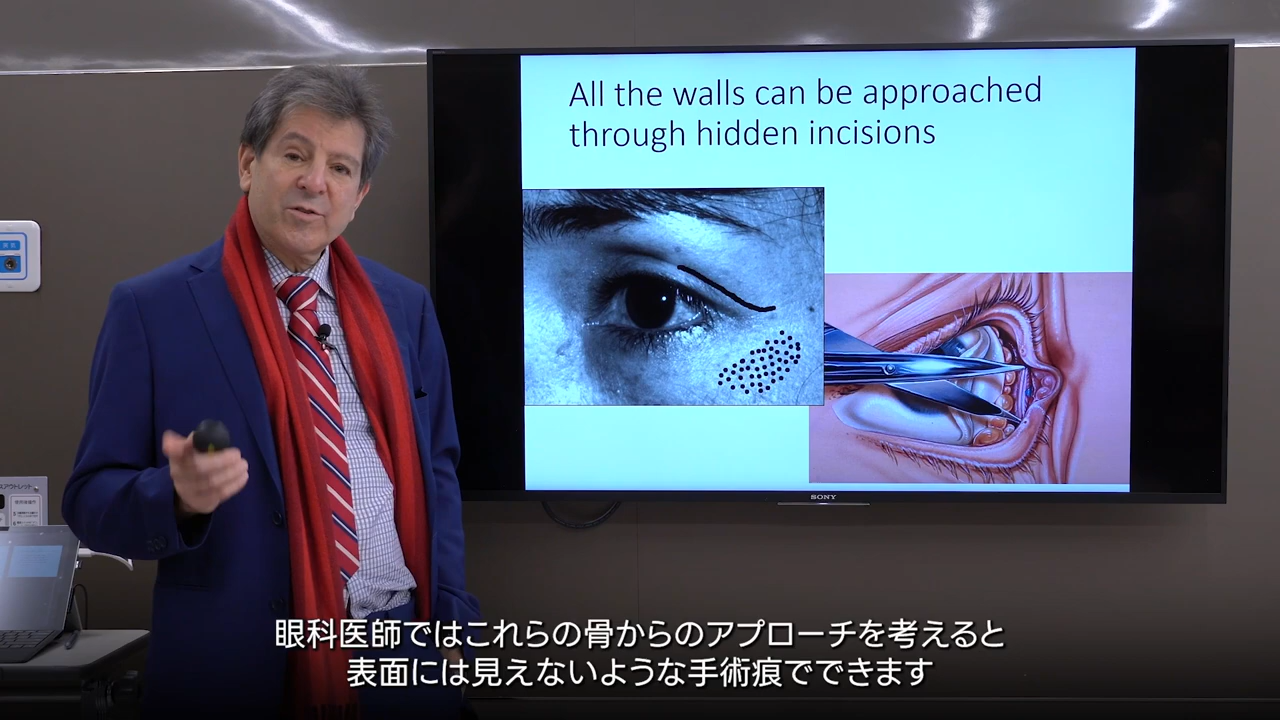 All the walls can be approached
through hidden incisions
SONY
眼科医師ではこれらの骨からのアプローチを考えると
表面には見えないような手術痕でできます